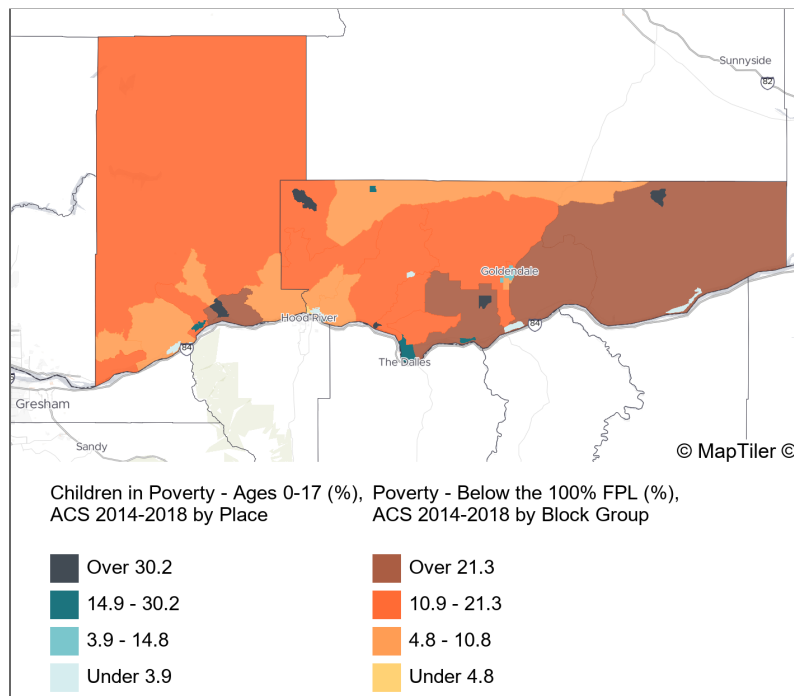 Sunnyside
82
Goldendale
Hood River
84
84
The Dalles
Gresham
Sandy
© MapTiler ©
Children in Poverty - Ages 0-17 (%),
ACS 2014-2018 by Place
Over 30.2
14.9 - 30.2
3.9 - 14.8
Under 3.9
Poverty - Below the 100% FPL (%),
ACS 2014-2018 by Block Group
Over 21.3
10.9 - 21.3
4.8 - 10.8
Under 4.8